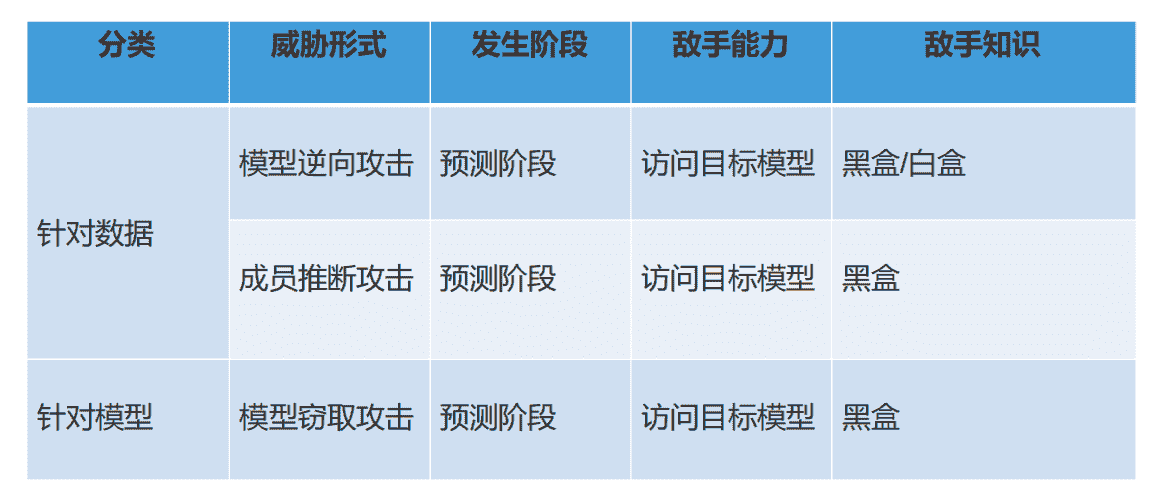 分类 威胁形式 发生阶段 敌手能力 敌手知识
针对数据 模型逆向攻击 预测阶段 访问目标模型 黑盒/白盒
成员推断攻击 预测阶段 访问目标模型 黑盒
针对模型 模型窃取攻击 预测阶段 访问目标模型 黑盒